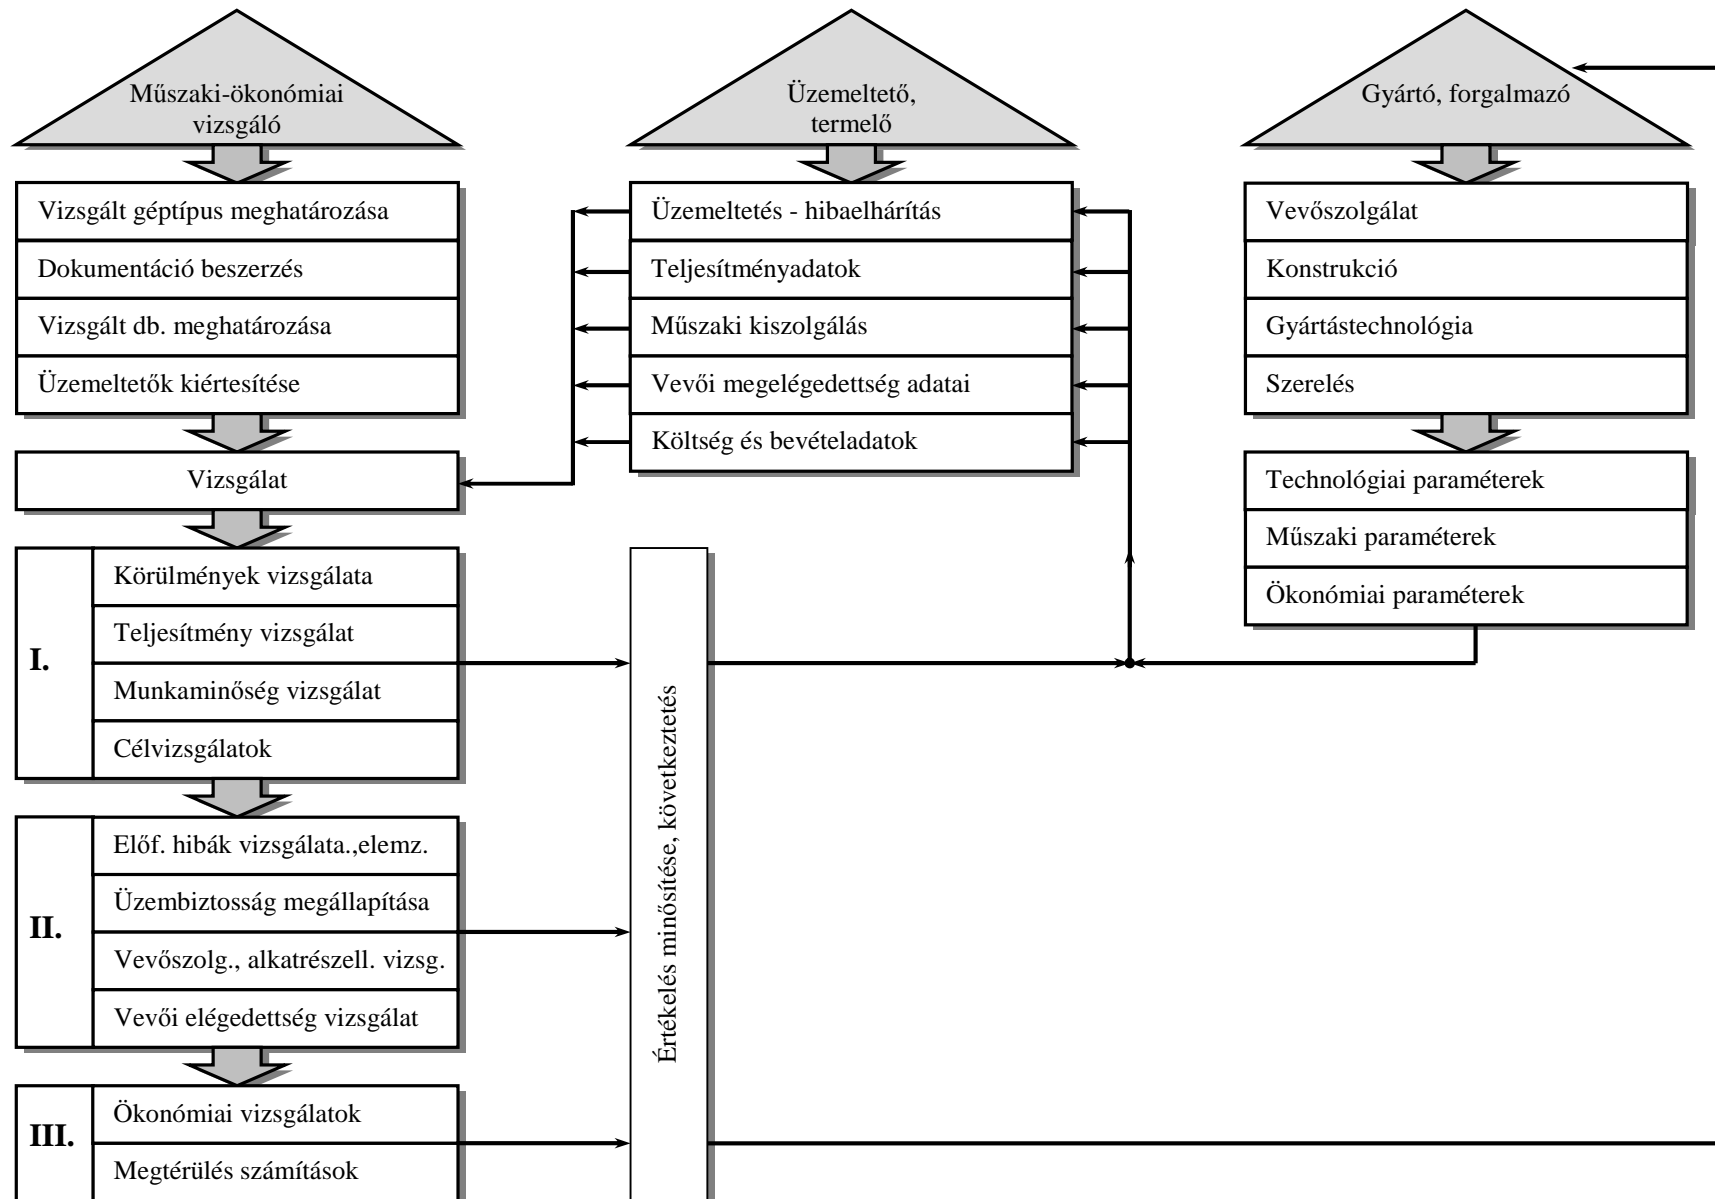 Műszaki-ökonómiai
vizsgáló
Vizsgált géptípus meghatározása
Dokumentáció beszerzés
Vizsgált db. meghatározása
Üzemeltetők kiértesítése
Vizsgálat
I.
Körülmények vizsgálata
Teljesítmény vizsgálat
Munkaminőség vizsgálat
Célvizsgálatok
II.
Előf. hibák vizsgálata.,elemz.
Üzembiztosság megállapítása
Vevőszolg., alkatrészell. vizsg.
Vevői elégedettség vizsgálat
III.
Ökonómiai vizsgálatok
Megtérülés számítások
Üzemeltető,
termelő
Üzemeltetés - hibaelhárítás
Teljesítményadatok
Műszaki kiszolgálás
Vevői megelégedettség adatai
Költség és bevételadatok
Értékelés minősítése, következtetés
Gyártó, forgalmazó
Vevőszolgálat
Konstrukció
Gyártástechnológia
Szerelés
Technológiai paraméterek
Műszaki paraméterek
Ökonómiai paraméterek